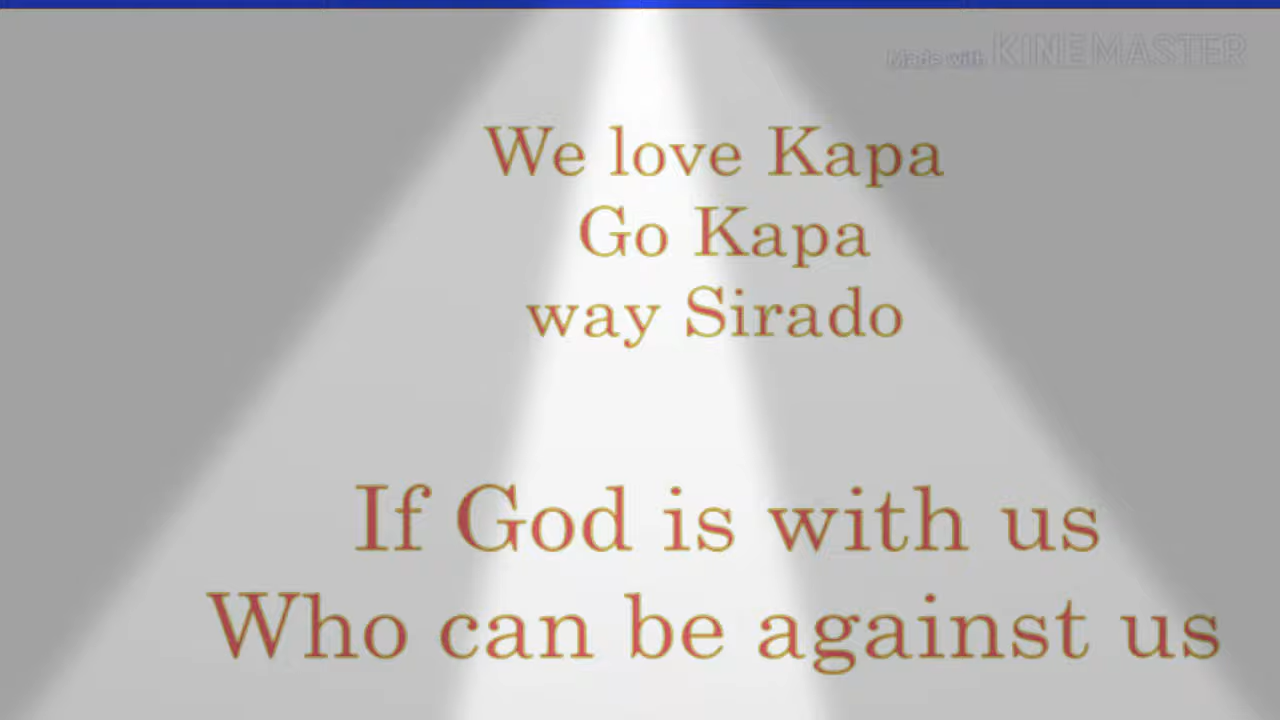 Made with KINEMASTER
We love Kapa
Go Kapa
way Sirado
If God is with us
Who can be against us